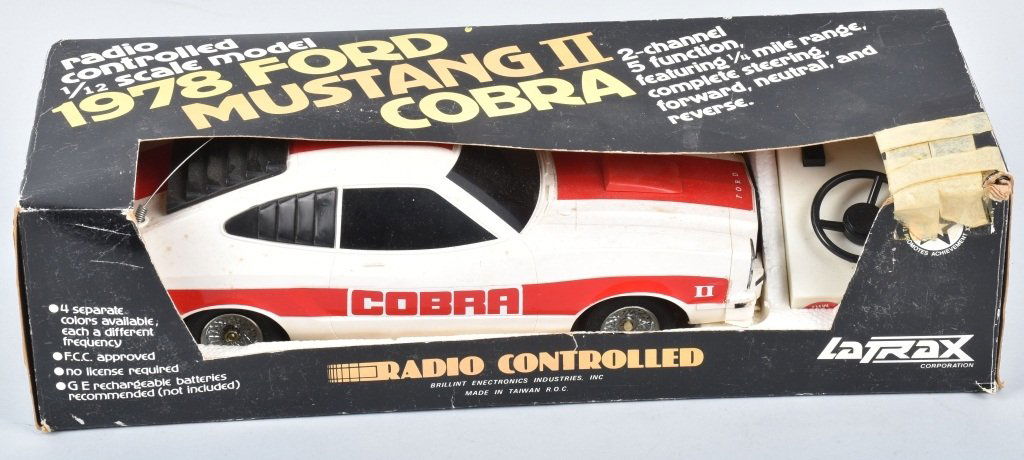 radio
controlled
1/12 scale model
1978 FORD
MUSTANG II
COBRA
2-channel
5 function,
featuring ¼ mile range,
complete steering,
forward, neutral, and
reverse.
FORD
COBRA
II
PROMOTES ACHIEVEMENT
4 separate
colors available,
each a different
frequency
F.C.C. approved
no license required
G E rechargeable batteries
recommended (not included)
RADIO CONTROLLED
BRILLINT ENECTRONICS INDUSTRIES, INC
MADE IN TAIWAN R.O.C.
LATRAX
CORPORATION